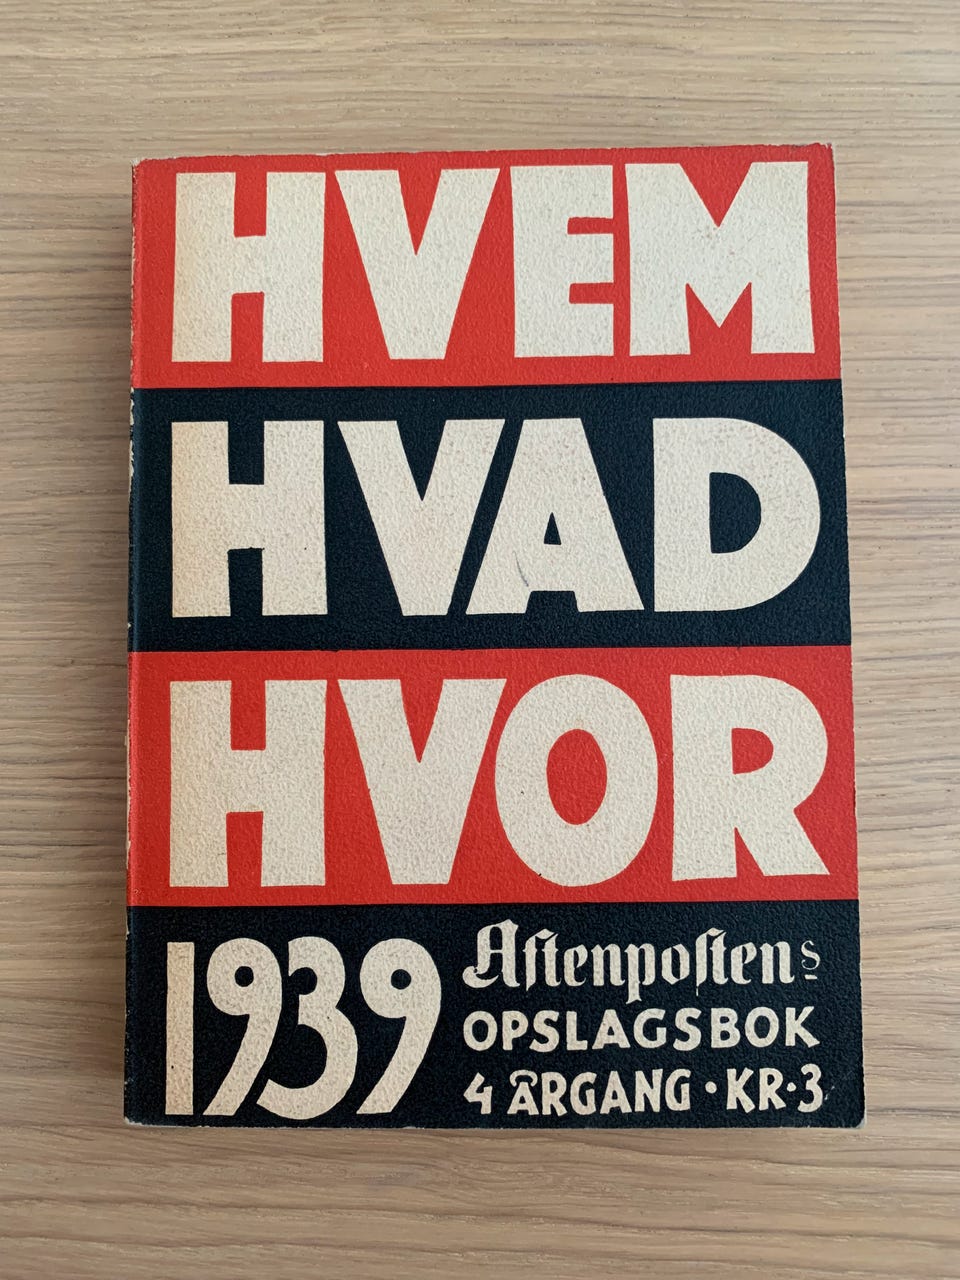 HVEM
HVAD
HVOR
1939
Aftenpostens
OPSLAGSBOK
4 ÅRGANG · KR · 3